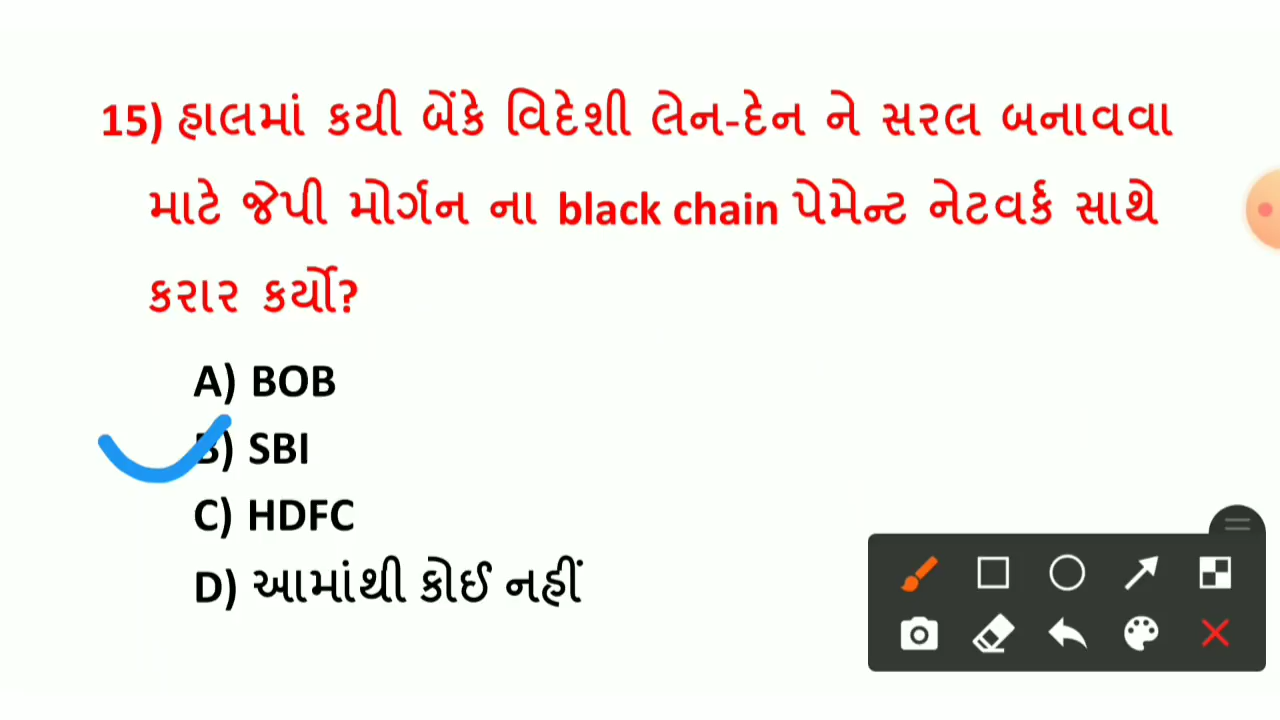 15) હાલમાં કયી બેંકે વિદેશી લેન-દેન ને સરલ બનાવવા
માટે જેપી મોર્ગન ના black chain પેમેન્ટ નેટવર્ક સાથે
કરાર કર્યો?
A) BOB
B) SBI
C) HDFC
D) આમાંથી કોઈ નહીં